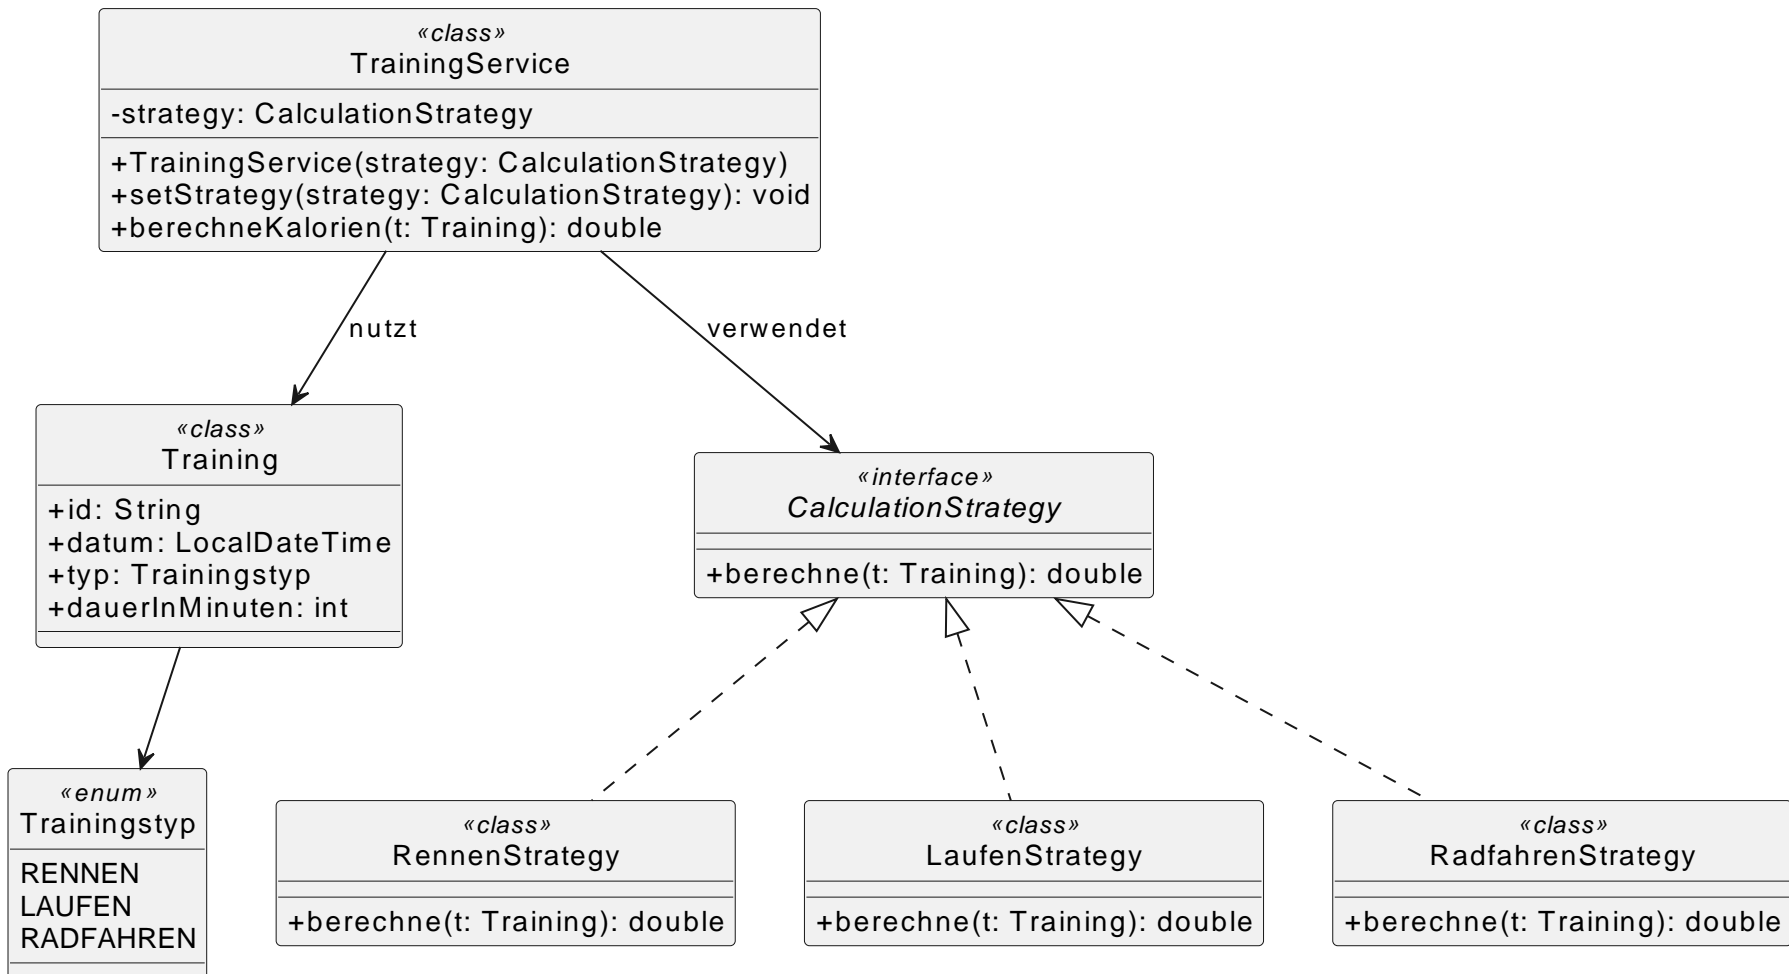 «class»
TrainingService
-strategy: CalculationStrategy
+TrainingService(strategy: CalculationStrategy)
+setStrategy(strategy: CalculationStrategy): void
+berechneKalorien(t: Training): double
nutzt
verwendet
«class»
Training
+id: String
+datum: LocalDateTime
+typ: Trainingstyp
+dauerInMinuten: int
«interface»
CalculationStrategy
+berechne(t: Training): double
«enum»
Trainingstyp
RENNEN
LAUFEN
RADFAHREN
«class»
RennenStrategy
+berechne(t: Training): double
«class»
LaufenStrategy
+berechne(t: Training): double
«class»
RadfahrenStrategy
+berechne(t: Training): double